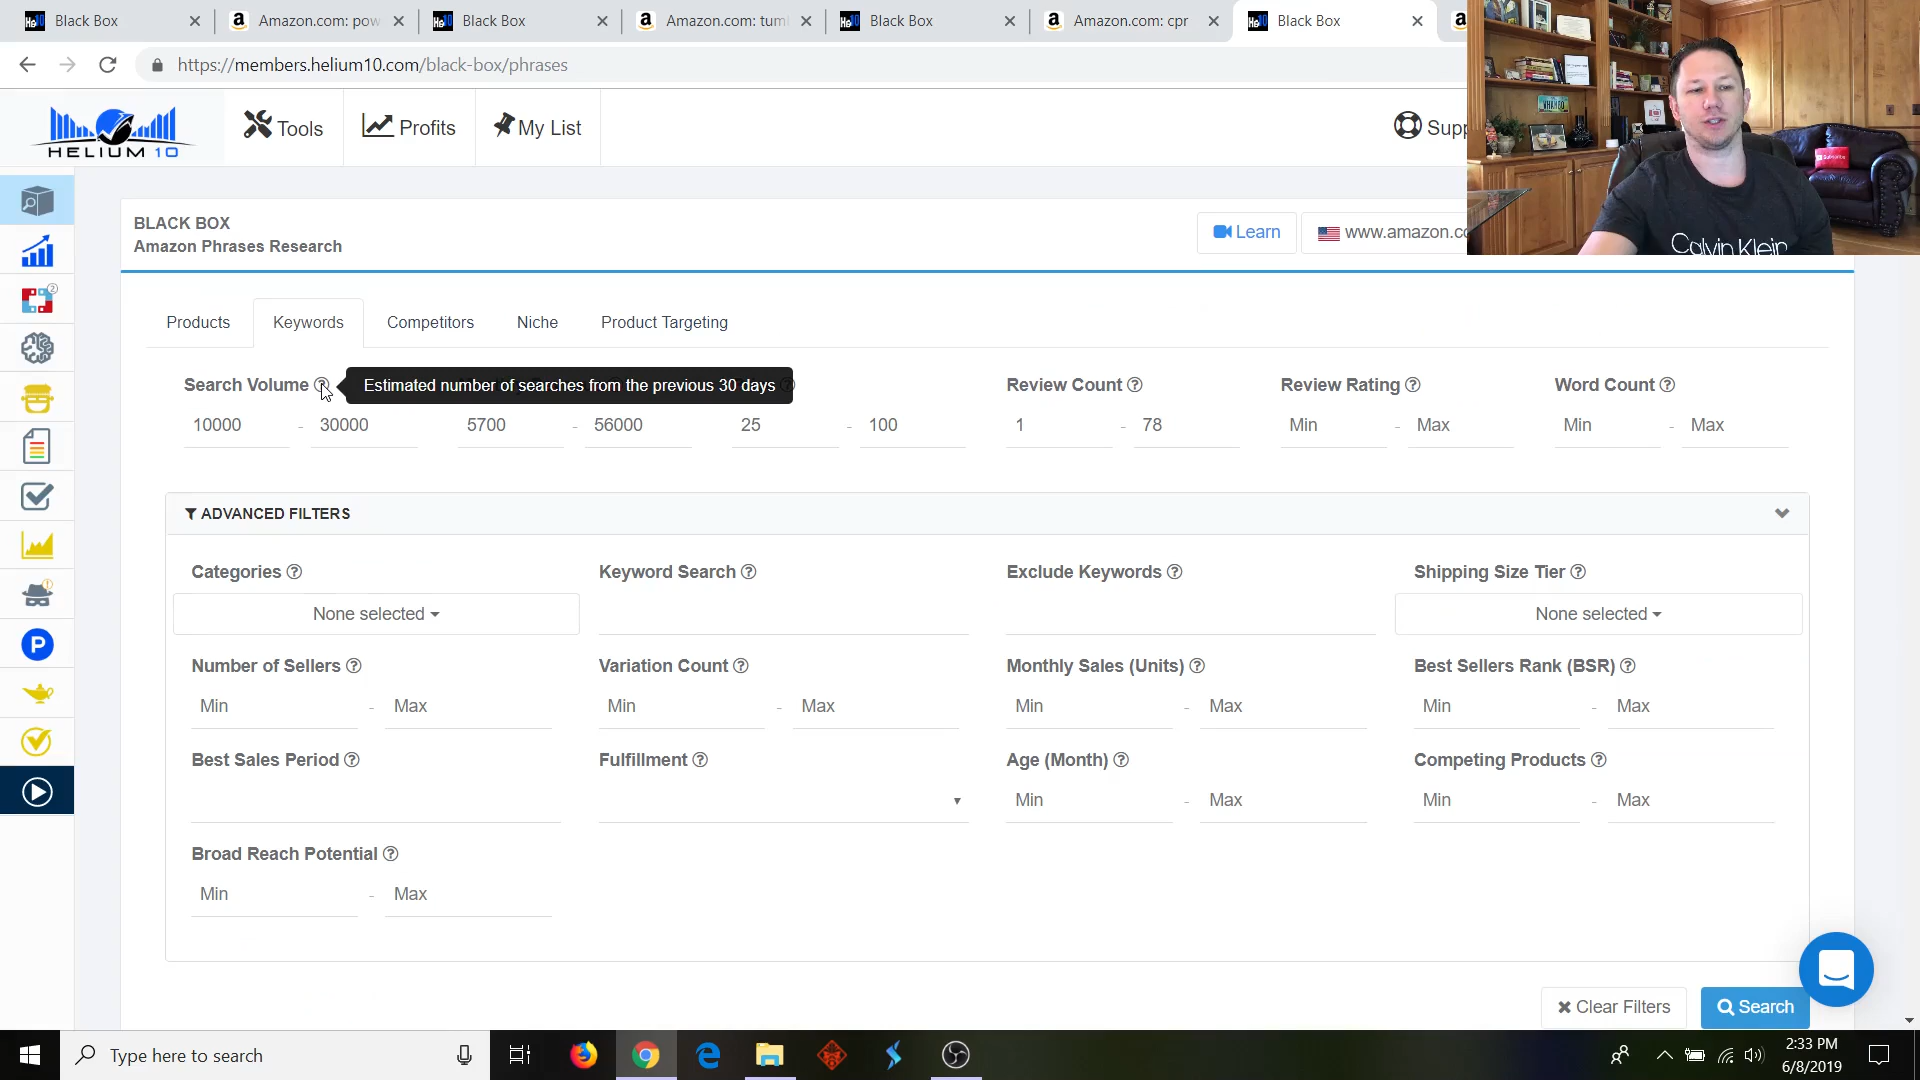 Black Box
Amazon.com: pow
Black Box
Amazon.com: tum
Black Box
Amazon.com: cpr
Black Box
https://members.helium10.com/black-box/phrases
HELIUM 10
Tools
Profits
My List
Supp
BLACK BOX
Amazon Phrases Research
Learn
www.amazon.co
Calvin Klein
Subscribe
Products
Keywords
Competitors
Niche
Product Targeting
Search Volume
Estimated number of searches from the previous 30 days
Review Count
Review Rating
Word Count
10000 - 30000
5700 - 56000
25 - 100
1 - 78
Min - Max
Min - Max
ADVANCED FILTERS
Categories
Keyword Search
Exclude Keywords
Shipping Size Tier
None selected
None selected
Number of Sellers
Variation Count
Monthly Sales (Units)
Best Sellers Rank (BSR)
Min - Max
Min - Max
Min - Max
Min - Max
Best Sales Period
Fulfillment
Age (Month)
Competing Products
Min - Max
Min - Max
Broad Reach Potential
Min - Max
Clear Filters
Search
Type here to search
2:33 PM
6/8/2019